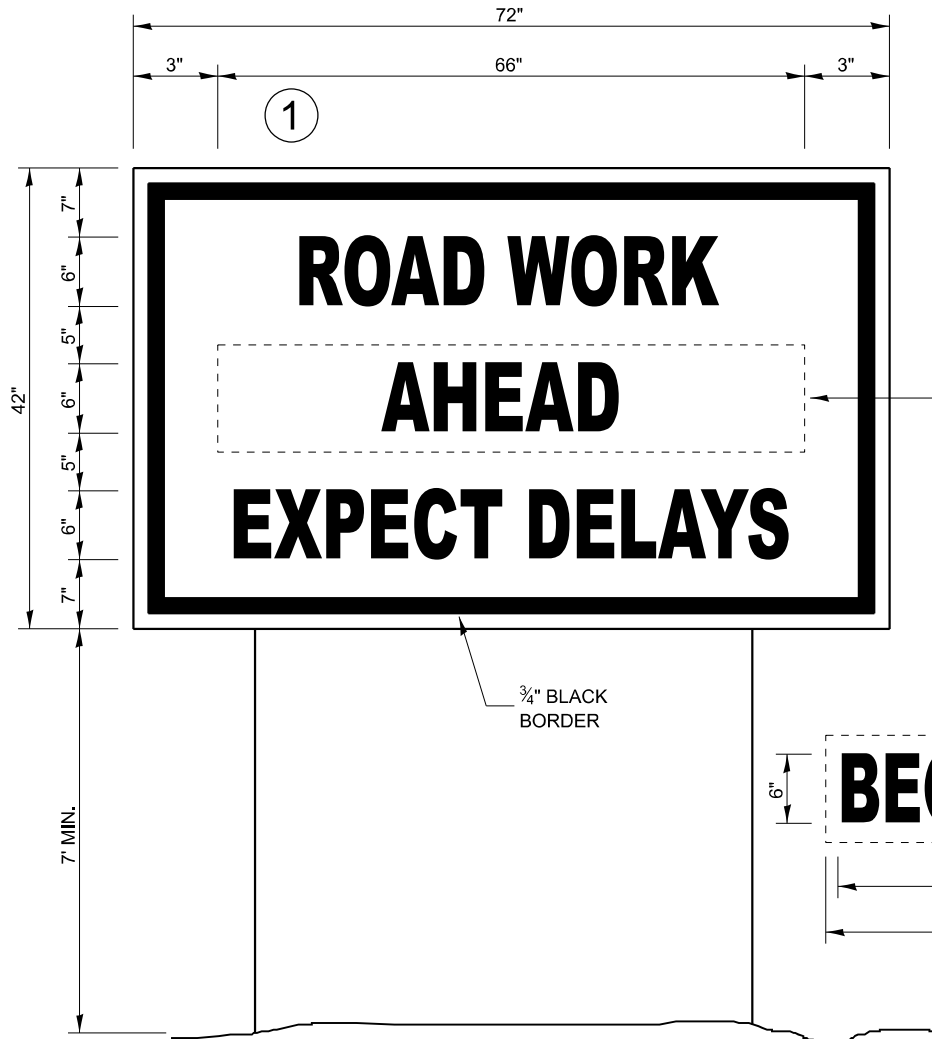 72"
3" 66" 3"
1
7"
6"
5"
6"
5"
6"
7"
42"
ROAD WORK
AHEAD
EXPECT DELAYS
¾" BLACK
BORDER
7' MIN.
6"